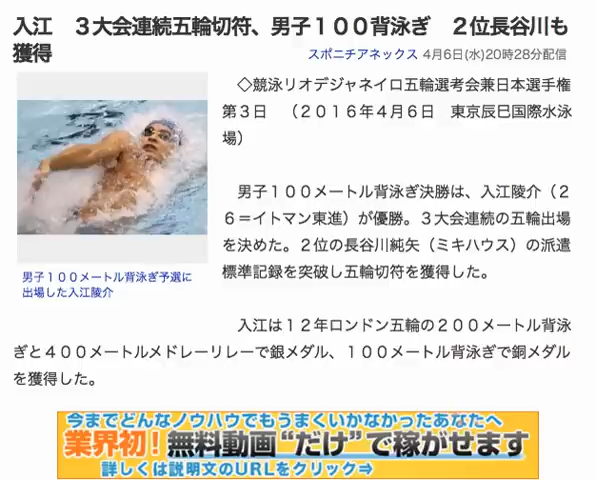 入江　３大会連続五輪切符、男子１００背泳ぎ　２位長谷川も
獲得
スポニチアネックス 4月6日(水)20時28分配信
◇競泳リオデジャネイロ五輪選考会兼日本選手権
第３日　（２０１６年４月６日　東京辰巳国際水泳
場）
男子１００メートル背泳ぎ決勝は、入江陵介（２
６＝イトマン東進）が優勝。３大会連続の五輪出場
を決めた。２位の長谷川純矢（ミキハウス）の派遣
標準記録を突破し五輪切符を獲得した。
男子１００メートル背泳ぎ予選に
出場した入江陵介
入江は１２年ロンドン五輪の２００メートル背泳
ぎと４００メートルメドレーリレーで銀メダル、１００メートル背泳ぎで銅メダル
を獲得した。
今までどんなノウハウでもうまくいかなかったあなたへ
業界初！無料動画“だけ”で稼がせます
詳しくは説明文のURLをクリック⇒